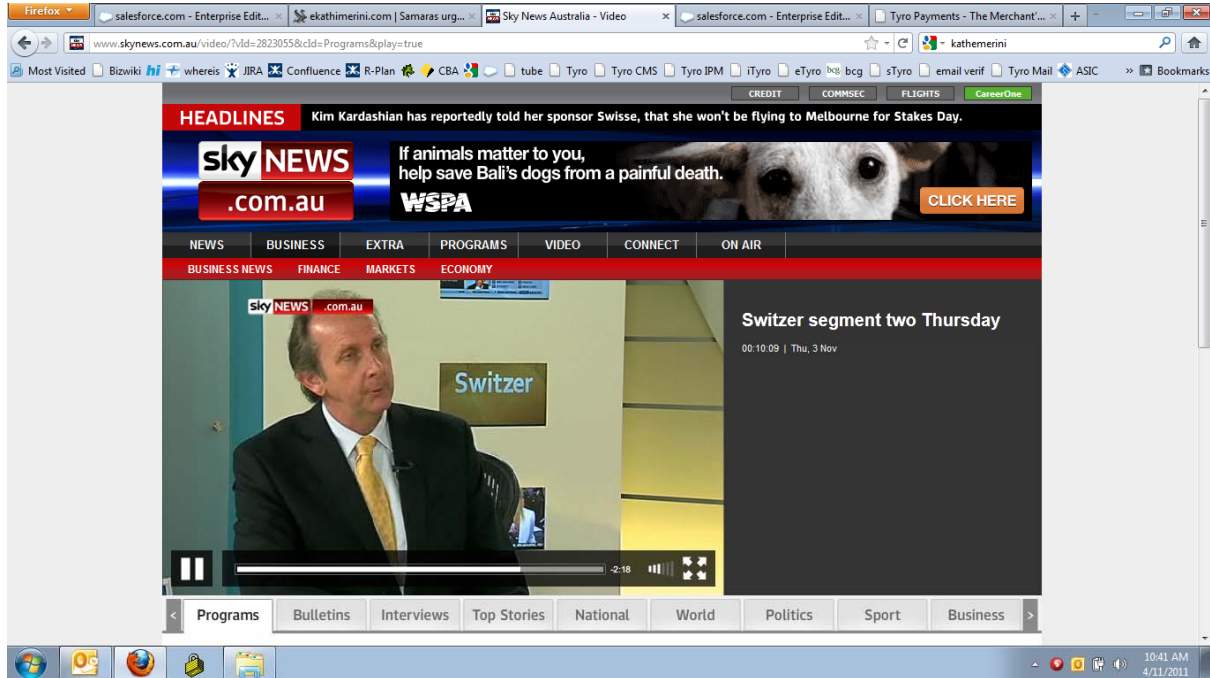 Firefox
salesforce.com - Enterprise Edit...
ekathimerini.com | Samaras urg...
Sky News Australia - Video
salesforce.com - Enterprise Edit...
Tyro Payments - The Merchant'...
www.skynews.com.au/video/?vId=2823055&cId=Programs&play=true
kathemerini
Most Visited Bizwiki hi whereis JIRA Confluence R-Plan CBA tube Tyro Tyro CMS Tyro IPM iTyro eTyro bcg bcg sTyro email verif Tyro Mail ASIC » Bookmarks
CREDIT COMMSEC FLIGHTS CareerOne
HEADLINES Kim Kardashian has reportedly told her sponsor Swisse, that she won't be flying to Melbourne for Stakes Day.
sky NEWS
.com.au
If animals matter to you,
help save Bali's dogs from a painful death.
WSPA
CLICK HERE
NEWS BUSINESS EXTRA PROGRAMS VIDEO CONNECT ON AIR
BUSINESS NEWS FINANCE MARKETS ECONOMY
sky NEWS .com.au
Switzer
Switzer segment two Thursday
00:10:09 | Thu, 3 Nov
-2:18
< Programs Bulletins Interviews Top Stories National World Politics Sport Business >
10:41 AM
4/11/2011